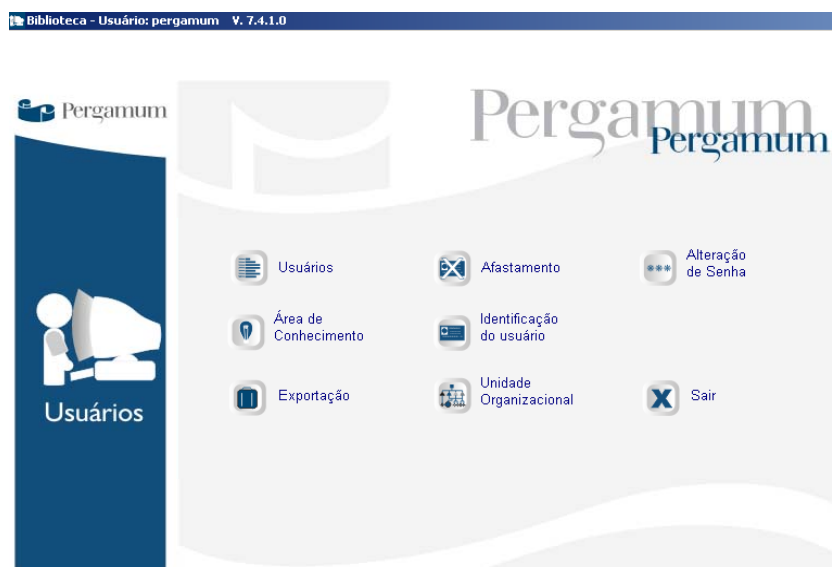 Biblioteca - Usuário: pergamum V. 7.4.1.0
Pergamum
Pergamum
Pergamum
Usuários
Afastamento
Alteração
de Senha
Área de
Conhecimento
Identificação
do usuário
Exportação
Unidade
Organizacional
Sair
Usuários